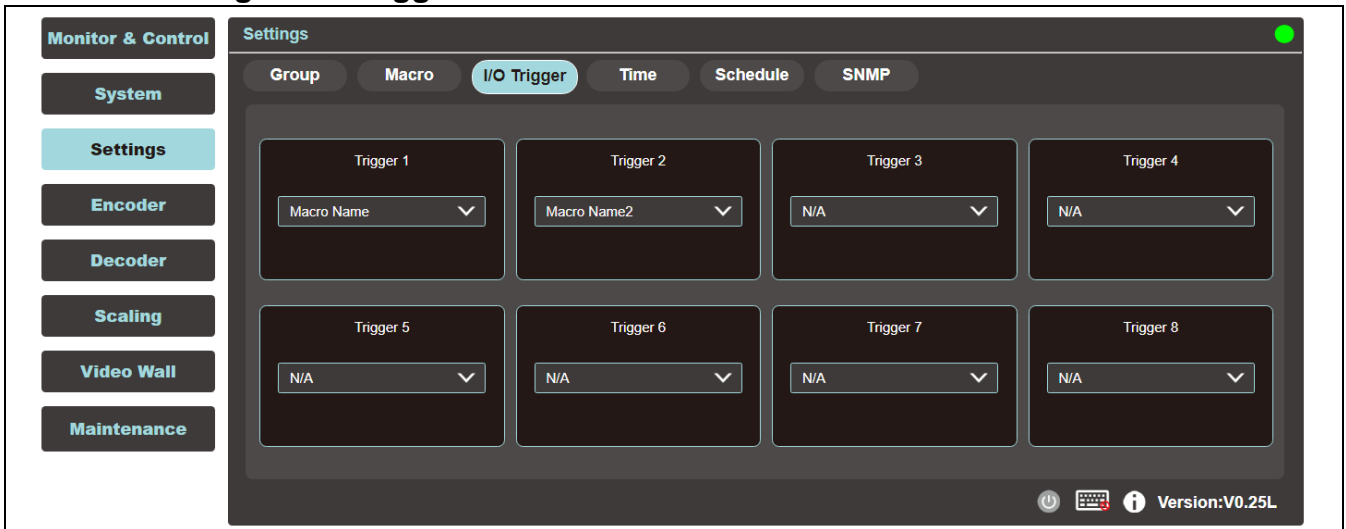 Monitor & Control
System
Settings
Encoder
Decoder
Scaling
Video Wall
Maintenance
Settings
Group Macro I/O Trigger Time Schedule SNMP
Trigger 1 Trigger 2 Trigger 3 Trigger 4
Macro Name Macro Name2 N/A N/A
Trigger 5 Trigger 6 Trigger 7 Trigger 8
N/A N/A N/A N/A
Version:V0.25L